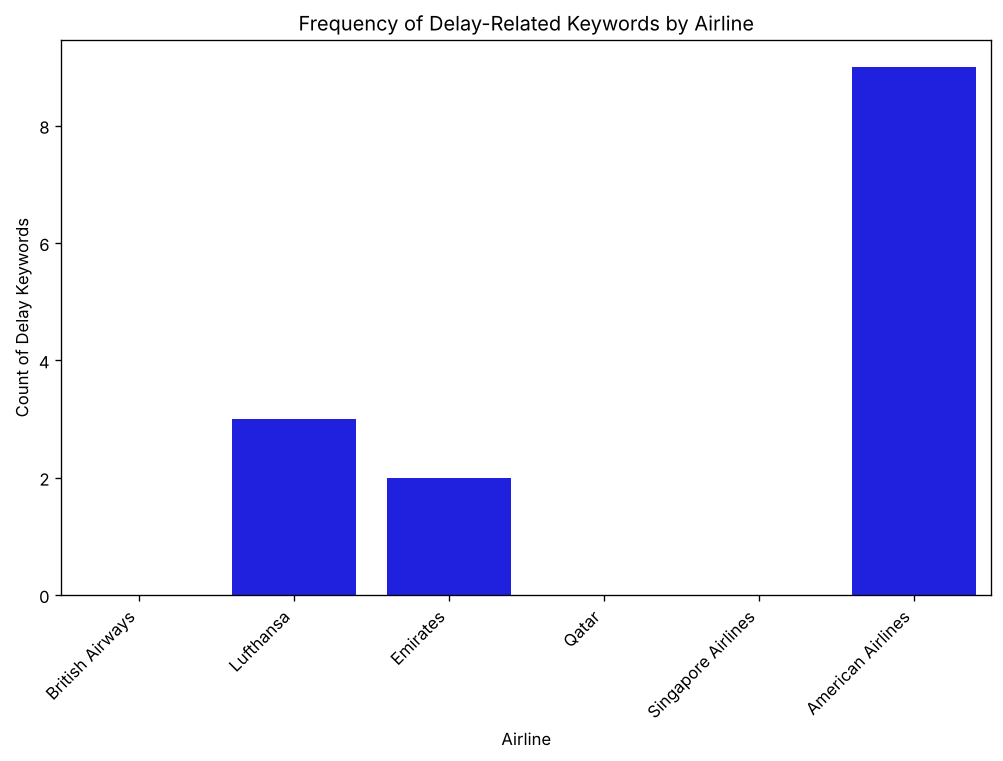 Frequency of Delay-Related Keywords by Airline
Count of Delay Keywords
8
6
4
2
0
British Airways
Lufthansa
Emirates
Qatar
Singapore Airlines
American Airlines
Airline